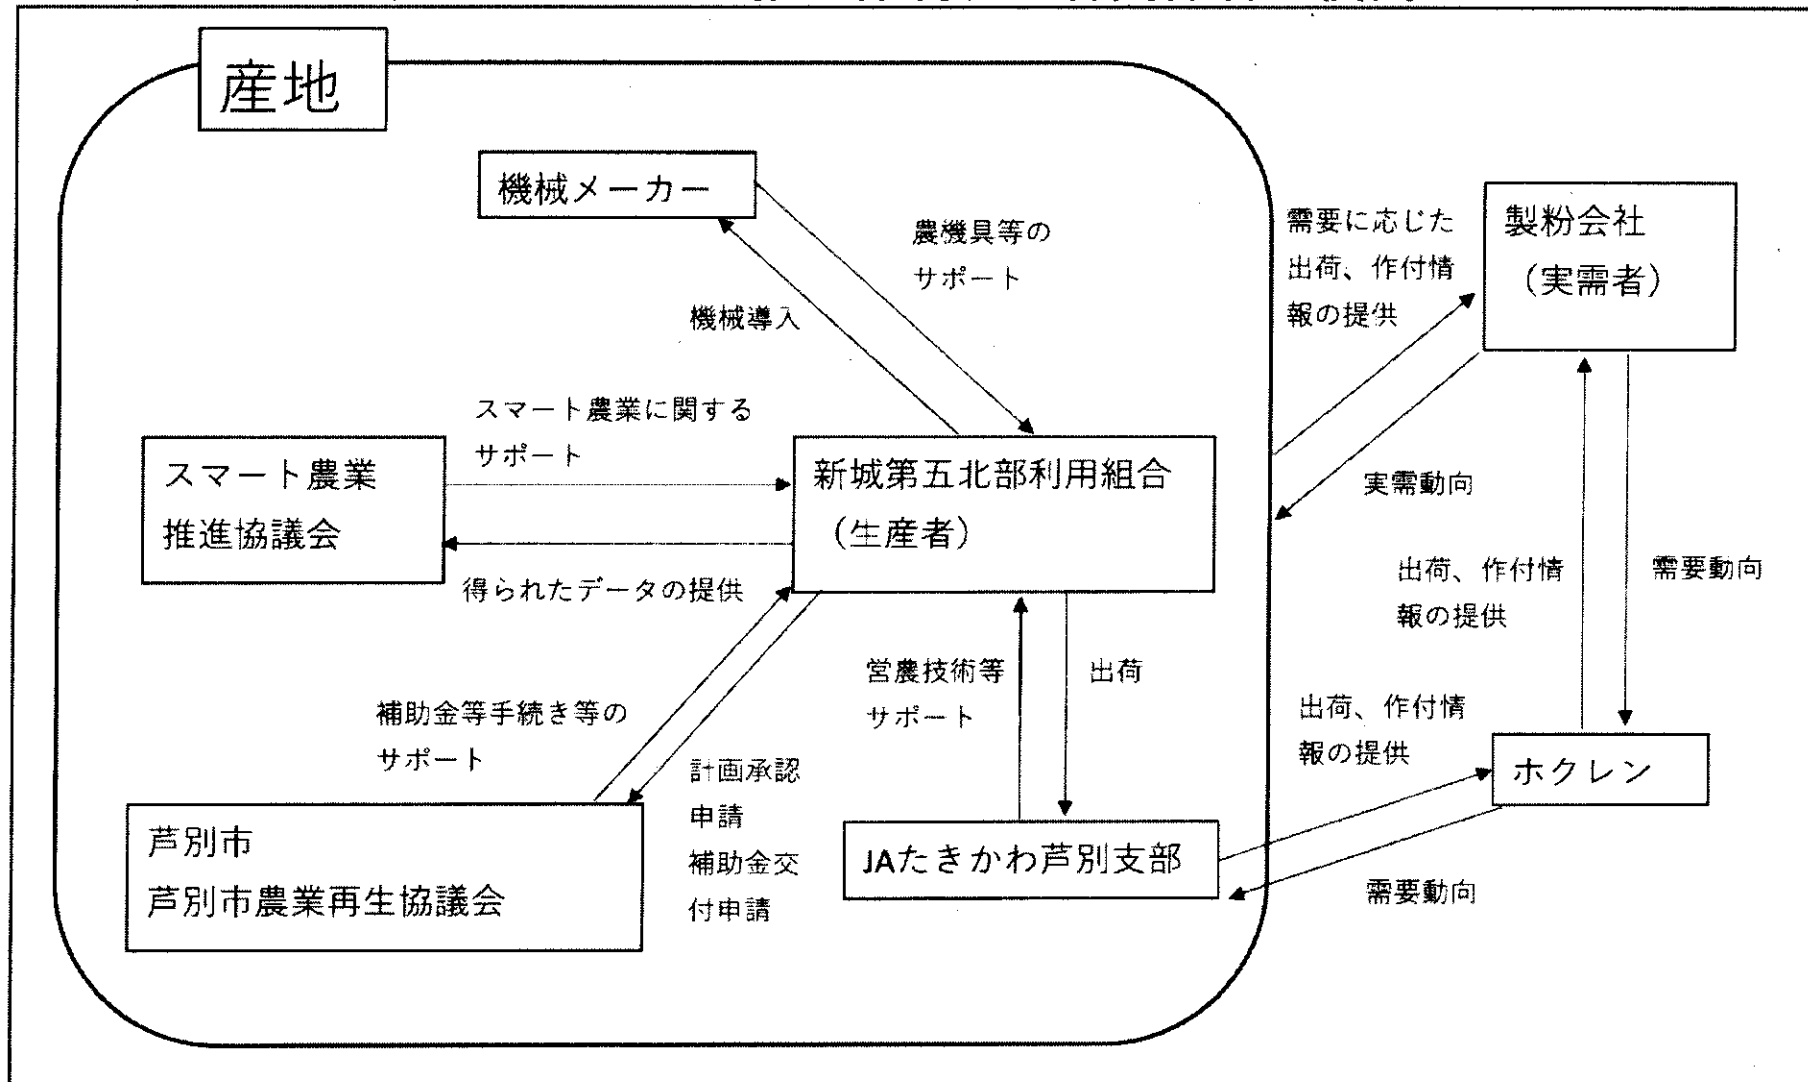 産地
機械メーカー
農機具等の
サポート
機械導入
需要に応じた
出荷、作付情
報の提供
製粉会社
（実需者）
スマート農業に関する
サポート
スマート農業
推進協議会
新城第五北部利用組合
（生産者）
実需動向
得られたデータの提供
出荷、作付情
報の提供
需要動向
補助金等手続き等の
サポート
営農技術等
サポート
出荷
計画承認
申請
補助金交
付申請
出荷、作付情
報の提供
ホクレン
芦別市
芦別市農業再生協議会
JAたきかわ芦別支部
需要動向